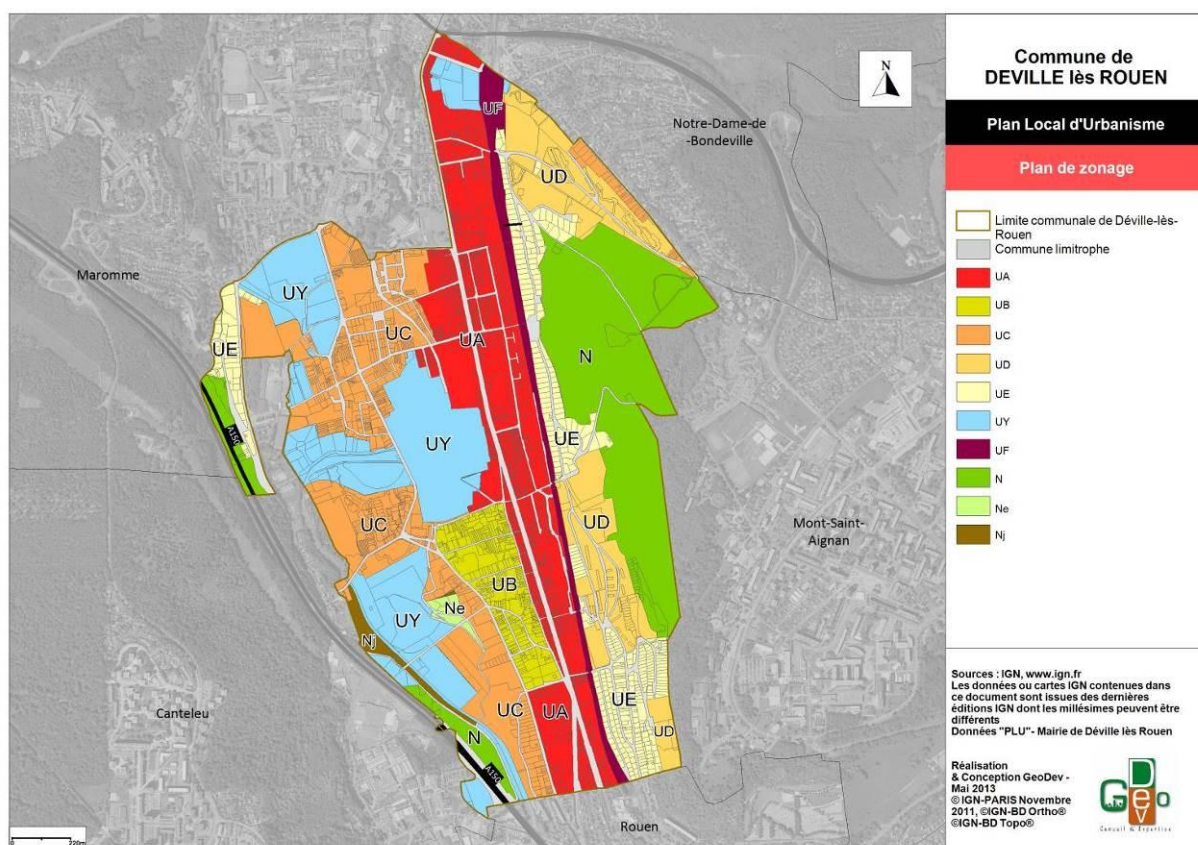 N
Notre-Dame-de
-Bondeville
UF
UD
Maromme
UY
UC
UA
UE
N
A150
UY
UE
UC
UD
Mont-Saint-
Aignan
UB
Ne
UY
Nj
Canteleu
UC
UA
UE
UD
N
A150
Rouen
0 220m
Commune de
DEVILLE lès ROUEN
Plan Local d'Urbanisme
Plan de zonage
Limite communale de Déville-lès-
Rouen
Commune limitrophe
UA
UB
UC
UD
UE
UY
UF
N
Ne
Nj
Sources : IGN, www.ign.fr
Les données ou cartes IGN contenues dans
ce document sont issues des dernières
éditions IGN dont les millésimes peuvent être
différents
Données "PLU"- Mairie de Déville lès Rouen
Réalisation
& Conception GeoDev -
Mai 2013
© IGN-PARIS Novembre
2011, ©IGN-BD Ortho®
©IGN-BD Topo®
Geo
Dev
Conseil & Expertise